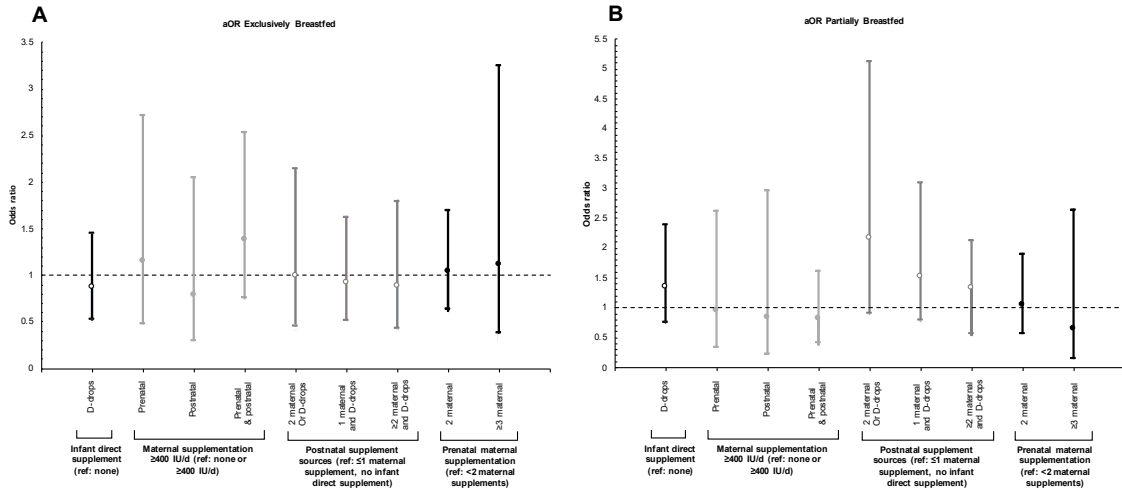 A
aOR Exclusively Breastfed
3.5
3
2.5
2
1.5
1
0.5
0
Odds ratio
D-drops
Prenatal
Postnatal
Prenatal
& postnatal
2 maternal
Or D-drops
1 maternal
and D-drops
≥2 maternal
and D-drops
2 maternal
≥3 maternal
Infant direct
supplement
(ref: none)
Maternal supplementation
≥400 IU/d (ref: none or
≥400 IU/d)
Postnatal supplement
sources (ref: ≤1 maternal
supplement, no infant
direct supplement)
Prenatal maternal
supplementation
(ref: <2 maternal
supplements)
B
aOR Partially Breastfed
5.5
5
4.5
4
3.5
3
2.5
2
1.5
1
0.5
0
Odds ratio
D-drops
Prenatal
Postnatal
Prenatal
& postnatal
2 maternal
Or D-drops
1 maternal
and D-drops
≥2 maternal
and D-drops
2 maternal
≥3 maternal
Infant direct
supplement
(ref: none)
Maternal supplementation
≥400 IU/d (ref: none or
≥400 IU/d)
Postnatal supplement
sources (ref: ≤1 maternal
supplement, no infant
direct supplement)
Prenatal maternal
supplementation
(ref: <2 maternal
supplements)